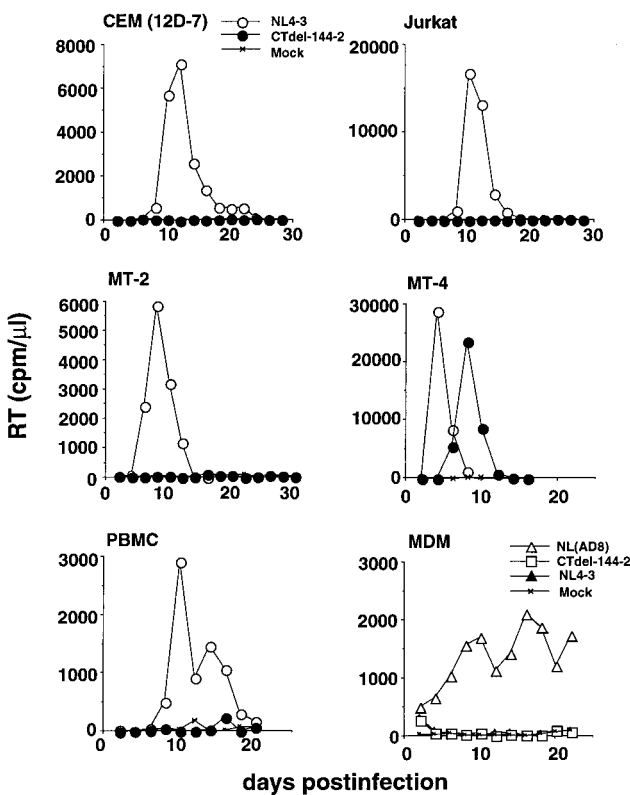 CEM (12D-7)
NL4-3
CTdel-144-2
Mock
Jurkat
8000
6000
4000
2000
0
0 10 20 30
20000
10000
0
0 10 20 30
MT-2
6000
5000
4000
3000
2000
1000
0
0 10 20 30
MT-4
30000
20000
10000
0
0 10 20
RT (cpm/µl)
PBMC
3000
2000
1000
0
0 10 20
MDM
NL(AD8)
CTdel-144-2
NL4-3
Mock
3000
2000
1000
0
0 10 20
days postinfection